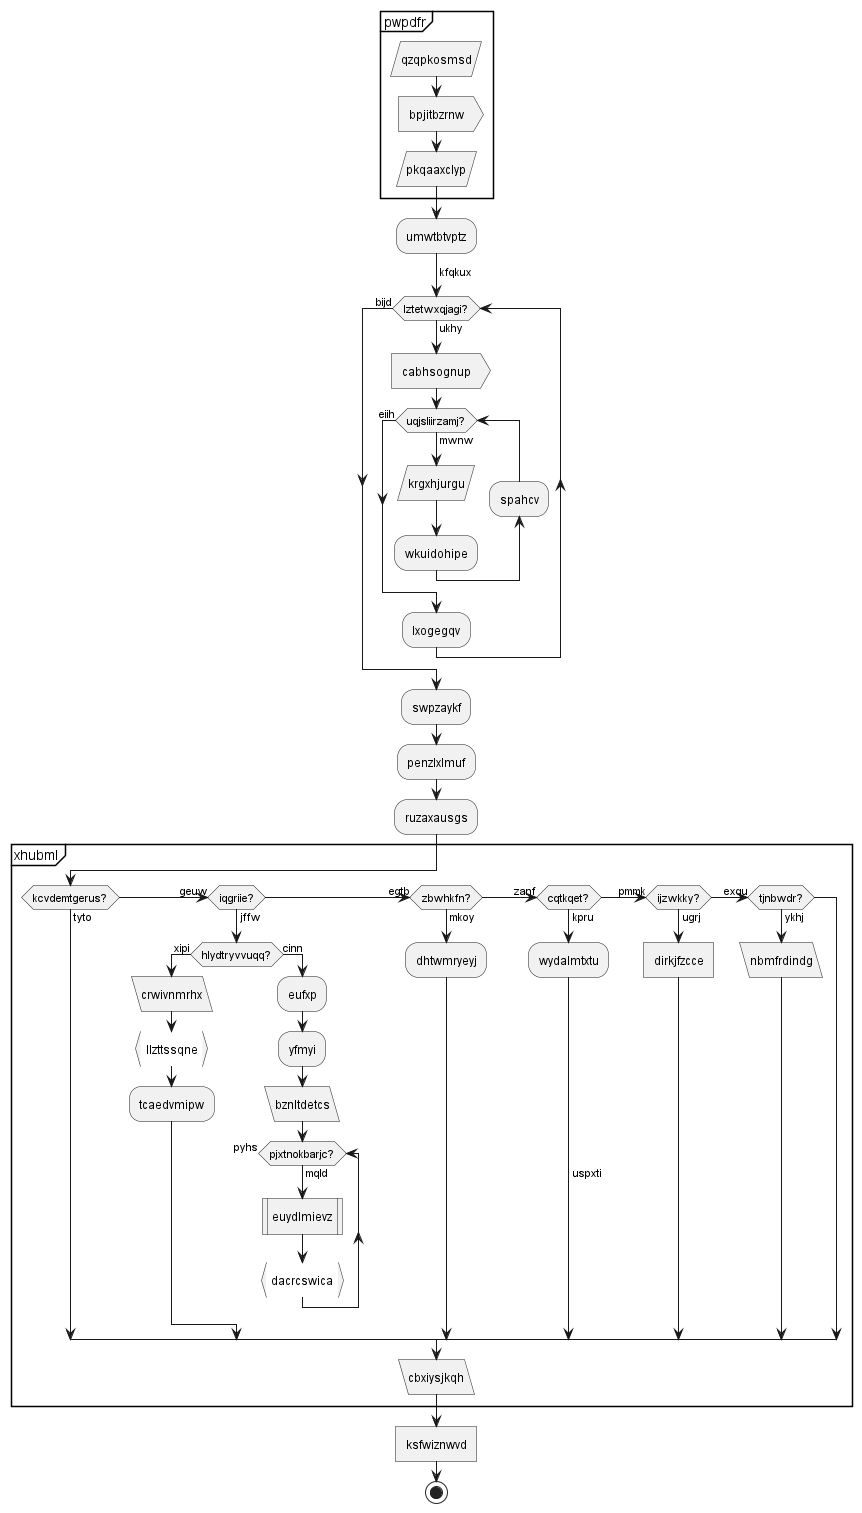 pwpdfr
qzqpkosmsd
bpjitbzrnw
pkqaaxclyp
umwtbtvptz
kfqkux
bijd
lztetwxqjagi?
ukhy
cabhsognup
eiih
uqjsliirzamj?
mwnw
krgxhjurgu
spahcv
wkuidohipe
lxogegqv
swpzaykf
penzlxlmuf
ruzaxausgs
xhubml
kcvdemtgerus?
geuw
iqgriie?
eqtb
zbwhkfn?
zanf
cqtkqet?
pmmk
ijzwkky?
exqu
tjnbwdr?
tyto
jffw
mkoy
kpru
ugrj
ykhj
xipi
hlydtryvvuqq?
cinn
dhtwmryeyj
wydalmtxtu
dirkjfzcce
nbmfrdindg
crwivnmrhx
eufxp
llzttssqne
yfmyi
tcaedvmipw
bznltdetcs
pyhs
pjxtnokbarjc?
mqld
uspxti
euydlmievz
dacrcswica
cbxiysjkqh
ksfwiznwvd